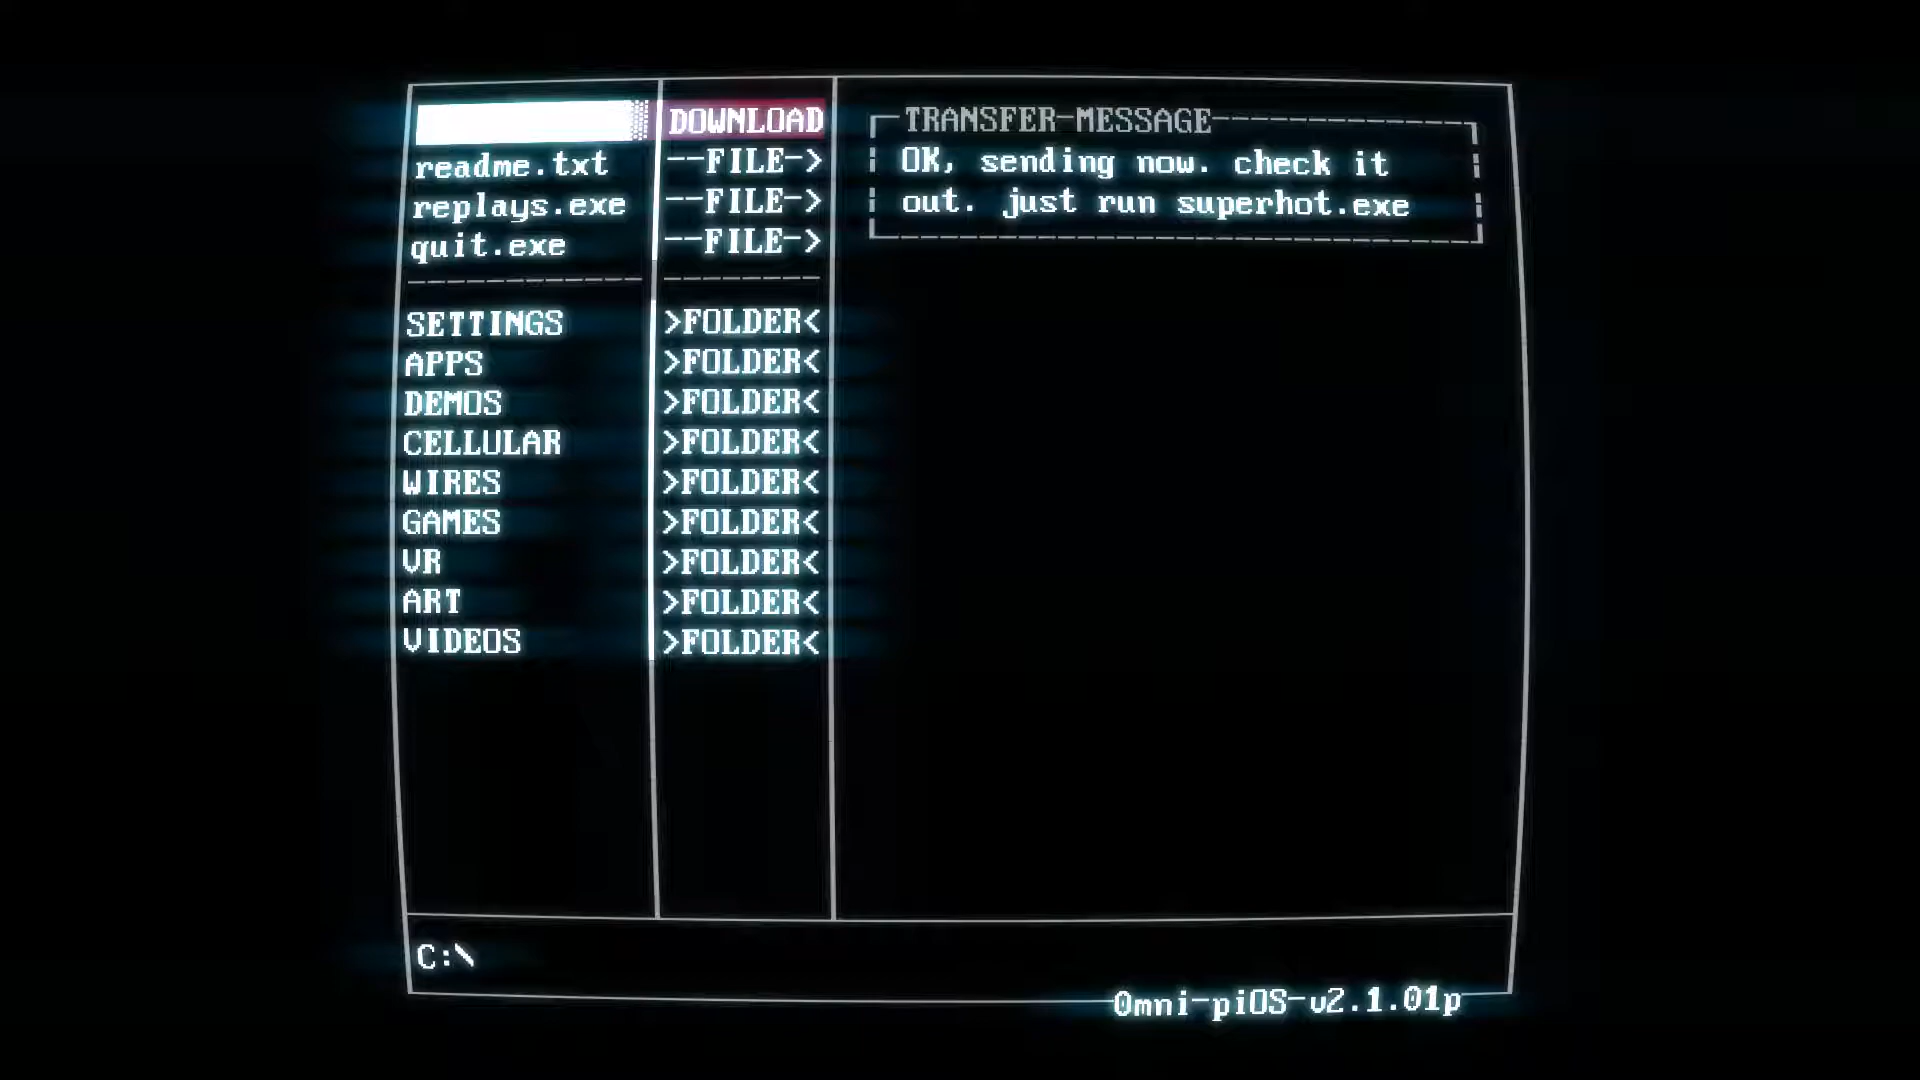 DOWNLOAD
readme.txt --FILE->
replays.exe --FILE->
quit.exe --FILE->
SETTINGS >FOLDER<
APPS >FOLDER<
DEMOS >FOLDER<
CELLULAR >FOLDER<
WIRES >FOLDER<
GAMES >FOLDER<
VR >FOLDER<
ART >FOLDER<
VIDEOS >FOLDER<
TRANSFER-MESSAGE
OK, sending now. check it
out. just run superhot.exe
C:\
Omni-piOS-v2.1.01p